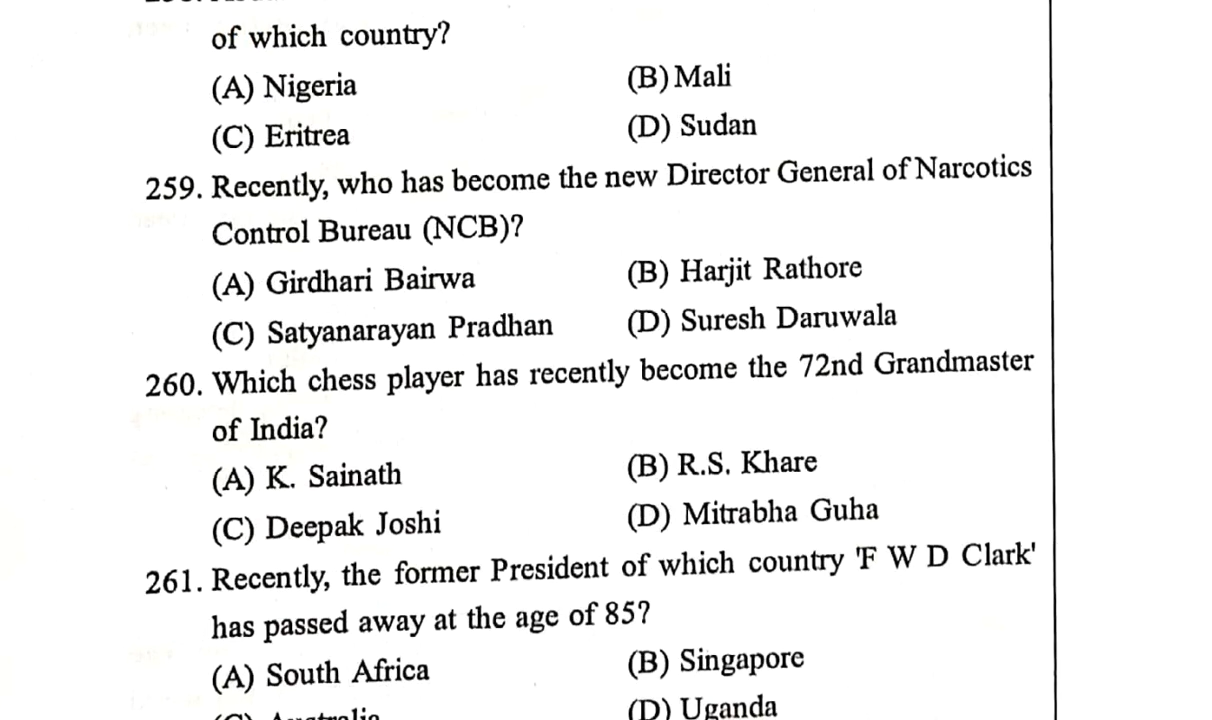 of which country?
(A) Nigeria (B) Mali
(C) Eritrea (D) Sudan
259. Recently, who has become the new Director General of Narcotics
Control Bureau (NCB)?
(A) Girdhari Bairwa (B) Harjit Rathore
(C) Satyanarayan Pradhan (D) Suresh Daruwala
260. Which chess player has recently become the 72nd Grandmaster
of India?
(A) K. Sainath (B) R.S. Khare
(C) Deepak Joshi (D) Mitrabha Guha
261. Recently, the former President of which country 'F W D Clark'
has passed away at the age of 85?
(A) South Africa (B) Singapore
(D) Uganda